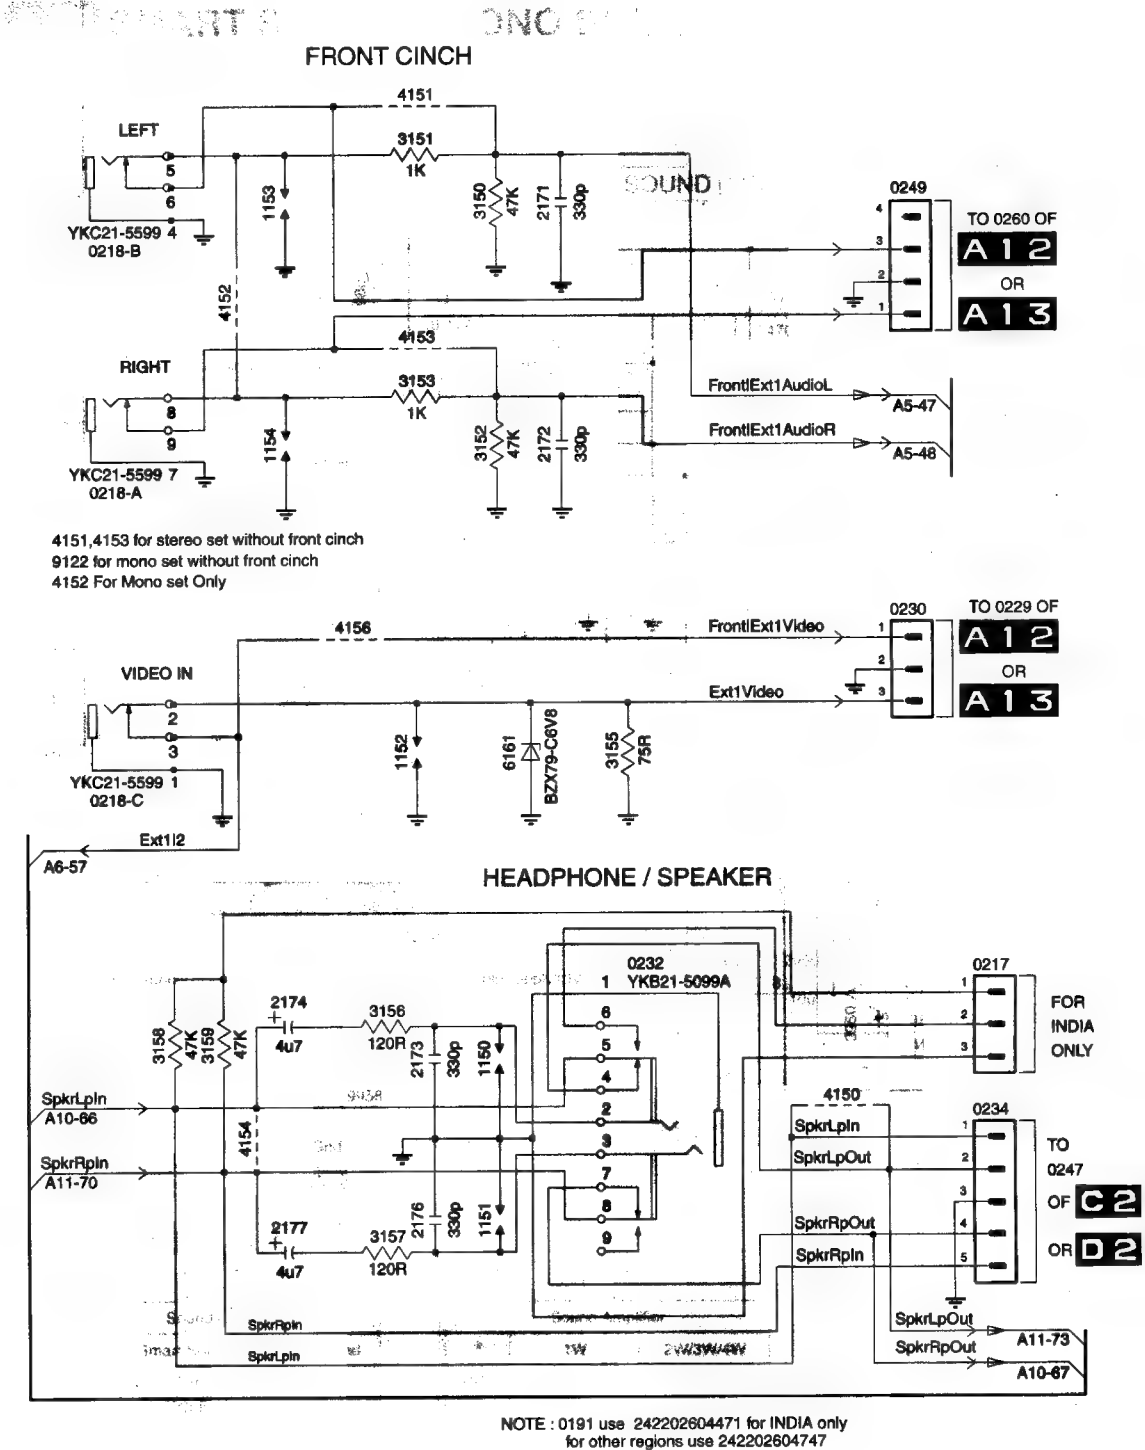 FRONT CINCH
4151
LEFT
3151
1K
5
6
1153
3150
47K
2171
330p
SOUND
0249
4
3
2
1
TO 0260 OF
A12
OR
A13
YKC21-5599 4
0218-B
4152
4153
RIGHT
3153
1K
8
9
1154
3152
47K
2172
330p
FrontlExt1AudioL
A5-47
FrontlExt1AudioR
A5-48
YKC21-5599 7
0218-A
4151,4153 for stereo set without front cinch
9122 for mono set without front cinch
4152 For Mono set Only
0230
TO 0229 OF
4156
FrontlExt1Video
1
2
3
A12
OR
A13
VIDEO IN
Ext1Video
2
3
1152
6161
BZX79-C6V8
3155
75R
YKC21-5599 1
0218-C
Ext1l2
A6-57
HEADPHONE / SPEAKER
0232
1 YKB21-5099A
0217
1
2
3
FOR
INDIA
ONLY
2174
4u7
3156
120R
3158
47K
3159
47K
2173
330p
1150
6
5
4
2
3
7
8
9
SpkrLpIn
A10-66
4154
SpkrRpIn
A11-70
2177
4u7
3157
120R
2176
330p
1151
4150
0234
SpkrLpIn
SpkrLpOut
SpkrRpOut
SpkrRpIn
1
2
3
4
5
TO
0247
OF C2
OR D2
SpkrRpIn
SpkrLpIn
1W
2W/3W/4W
SpkrLpOut
A11-73
SpkrRpOut
A10-67
NOTE : 0191 use 242202604471 for INDIA only
for other regions use 242202604747